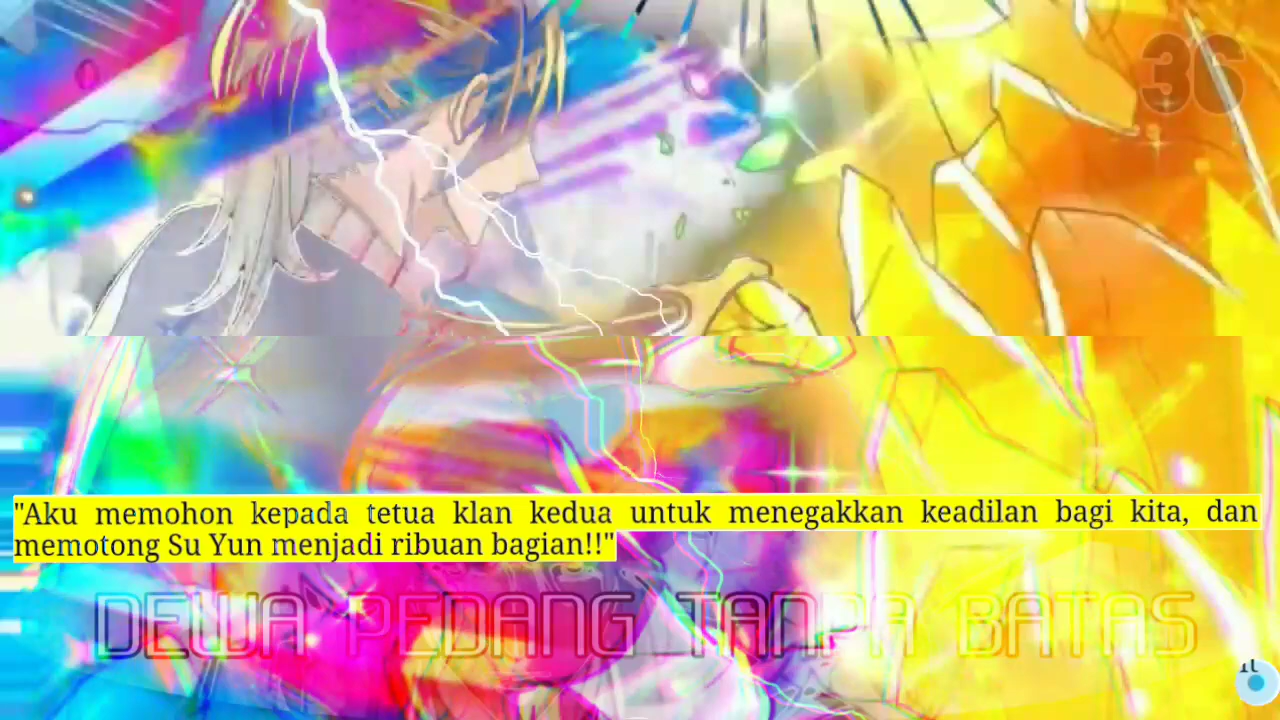 36
"Aku memohon kepada tetua klan kedua untuk menegakkan keadilan bagi kita, dan
memotong Su Yun menjadi ribuan bagian!!"
DEWA PEDANG TANPA BATAS